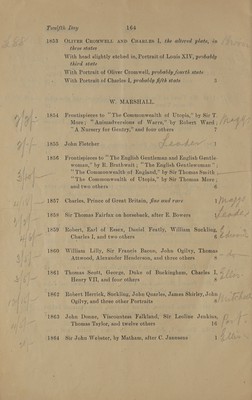 Twelfth Day 184
1853 OLIVER CROMWELL AND CHARLES I, the altered plate, in
three states
With head slightly etched in, Portrait of Louis XIV, probably
third state
With Portrait of Oliver Cromwell, probably fourth state
With Portrait of Charles I, probably fifth state 5
W. MARSHALL.
1854 Frontispieces to "The Commonwealth of Utopia," by Sir T.
More; "Animadversions of Warre," by Robert Ward;
"A Nursery for Gentry," and four others 7
1855 John Fletcher
1856 Frontispieces to "The English Gentleman and English Gentle-
women," by R. Brathwait; "The English Gentlewoman";
"The Commonwealth of England," by Sir Thomas Smith;
"The Commonwealth of Utopia," by Sir Thomas More;
and two others 6
1857 Charles, Prince of Great Britain, fine and rare 1
1858 Sir Thomas Fairfax on horseback, after E. Bowers
1859 Robert, Earl of Essex, Daniel Featly, William Suckling,
Charles I, and two others
1860 William Lilly, Sir Francis Bacon, John Ogilby, Thomas
Attwood, Alexander Henderson, and three others 8
1861 Thomas Scott, George, Duke of Buckingham, Charles I,
Henry VII, and four others 8
1862 Robert Herrick, Suckling, John Quarles, James Shirley, John
Ogilvy, and three other Portraits 8
1863 John Donne, Viscountess Falkland, Sir Leoline Jenkins,
Thomas Taylor, and twelve others 16
1864 Sir John Webster, by Matham, after C. Janssens 1